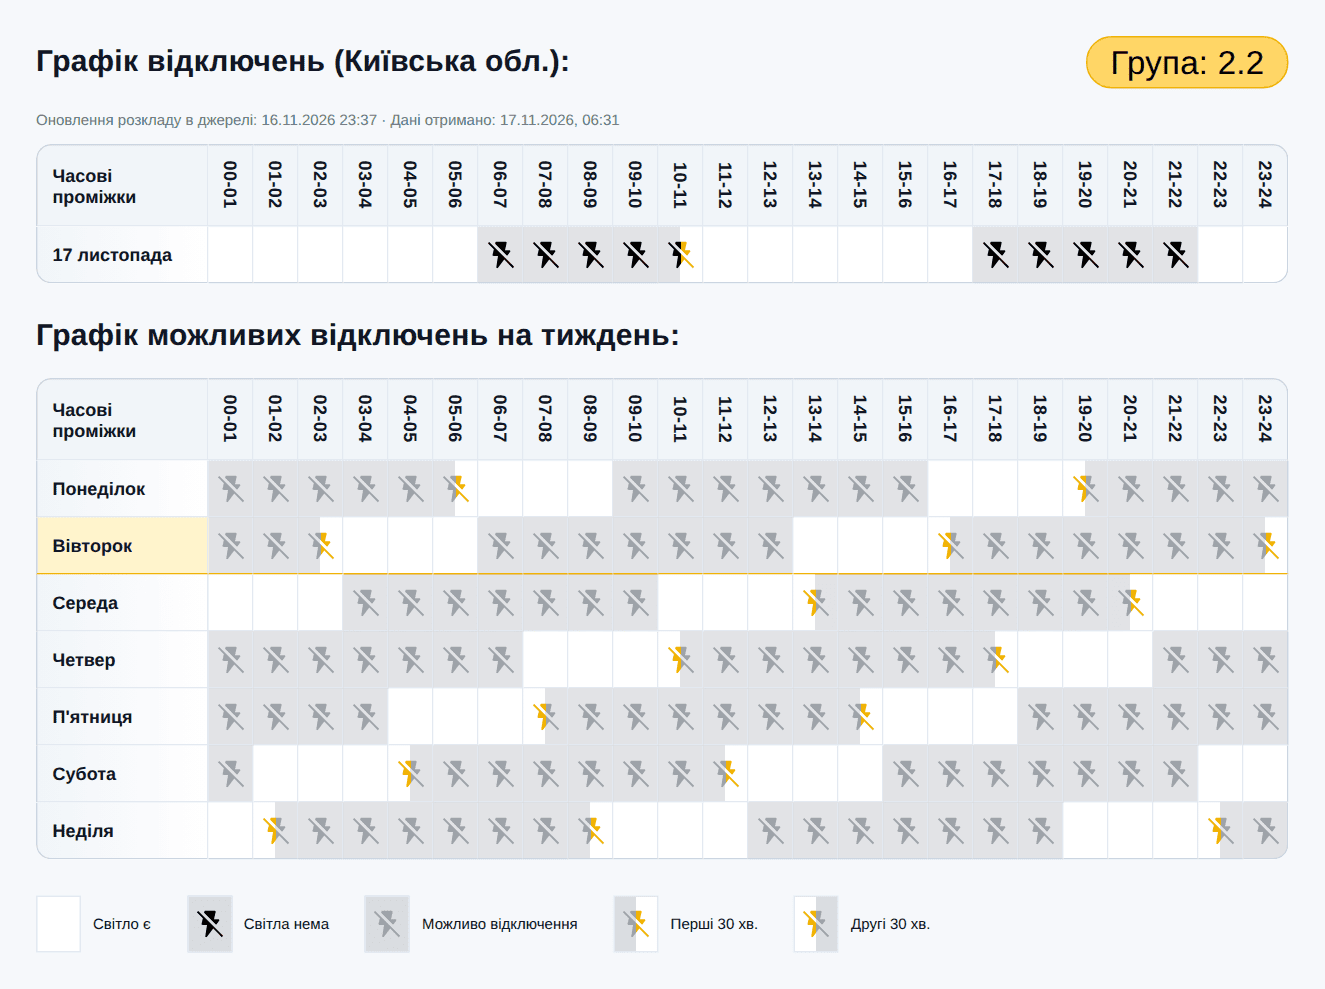 Графік відключень (Київська обл.):
Група: 2.2
Оновлення розкладу в джерелі: 16.11.2026 23:37 · Дані отримано: 17.11.2026, 06:31
Часові проміжки 00-01 01-02 02-03 03-04 04-05 05-06 06-07 07-08 08-09 09-10 10-11 11-12 12-13 13-14 14-15 15-16 16-17 17-18 18-19 19-20 20-21 21-22 22-23 23-24
17 листопада
Графік можливих відключень на тиждень:
Часові проміжки 00-01 01-02 02-03 03-04 04-05 05-06 06-07 07-08 08-09 09-10 10-11 11-12 12-13 13-14 14-15 15-16 16-17 17-18 18-19 19-20 20-21 21-22 22-23 23-24
Понеділок
Вівторок
Середа
Четвер
П'ятниця
Субота
Неділя
Світло є Світла нема Можливо відключення Перші 30 хв. Другі 30 хв.